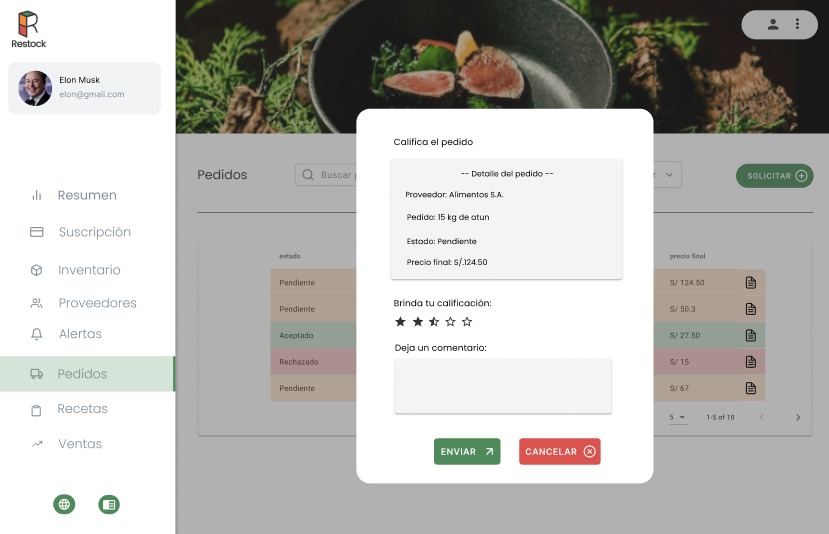 Restock
Elon Musk
elon@gmail.com
Resumen
Suscripción
Inventario
Proveedores
Alertas
Pedidos
Recetas
Ventas
Pedidos
Buscar
SOLICITAR
estado
precio final
Pendiente
S/ 124.50
Pendiente
S/ 50.3
Aceptado
S/ 27.50
Rechazado
S/ 15
Pendiente
S/ 67
5
1-5 of 10
Califica el pedido
-- Detalle del pedido --
Proveedor: Alimentos S.A.
Pedido: 15 kg de atun
Estado: Pendiente
Precio final: S/.124.50
Brinda tu calificación:
Deja un comentario:
ENVIAR
CANCELAR